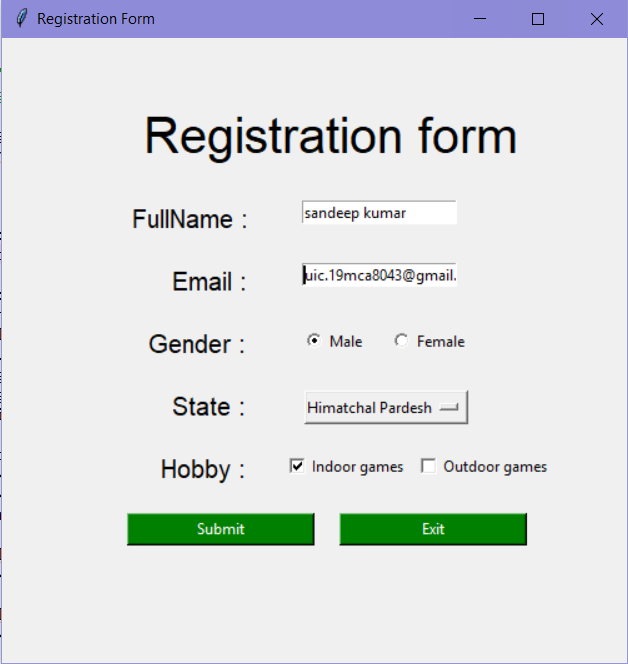 Registration Form
Registration form
FullName : sandeep kumar
Email : uic.19mca8043@gmail.
Gender : Male Female
State : Himatchal Pardesh
Hobby : Indoor games Outdoor games
Submit Exit